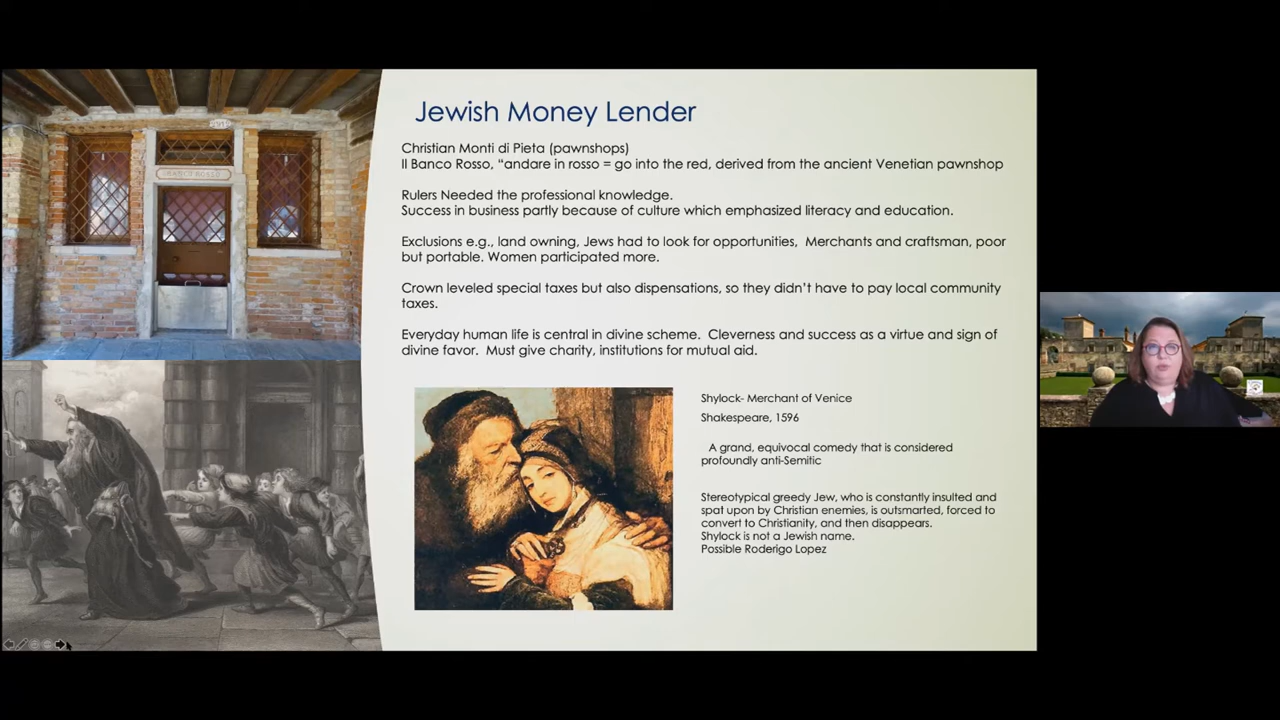 Jewish Money Lender
Christian Monti di Pieta (pawnshops)
Il Banco Rosso, “andare in rosso = go into the red, derived from the ancient Venetian pawnshop
Rulers Needed the professional knowledge.
Success in business partly because of culture which emphasized literacy and education.
Exclusions e.g., land owning, Jews had to look for opportunities,  Merchants and craftsman, poor
but portable. Women participated more.
Crown leveled special taxes but also dispensations, so they didn’t have to pay local community
taxes.
Everyday human life is central in divine scheme.  Cleverness and success as a virtue and sign of
divine favor.  Must give charity, institutions for mutual aid.
Shylock- Merchant of Venice
Shakespeare, 1596
A grand, equivocal comedy that is considered
profoundly anti-Semitic
Stereotypical greedy Jew, who is constantly insulted and
spat upon by Christian enemies, is outsmarted, forced to
convert to Christianity, and then disappears.
Shylock is not a Jewish name.
Possible Roderigo Lopez
BANCO ROSSO